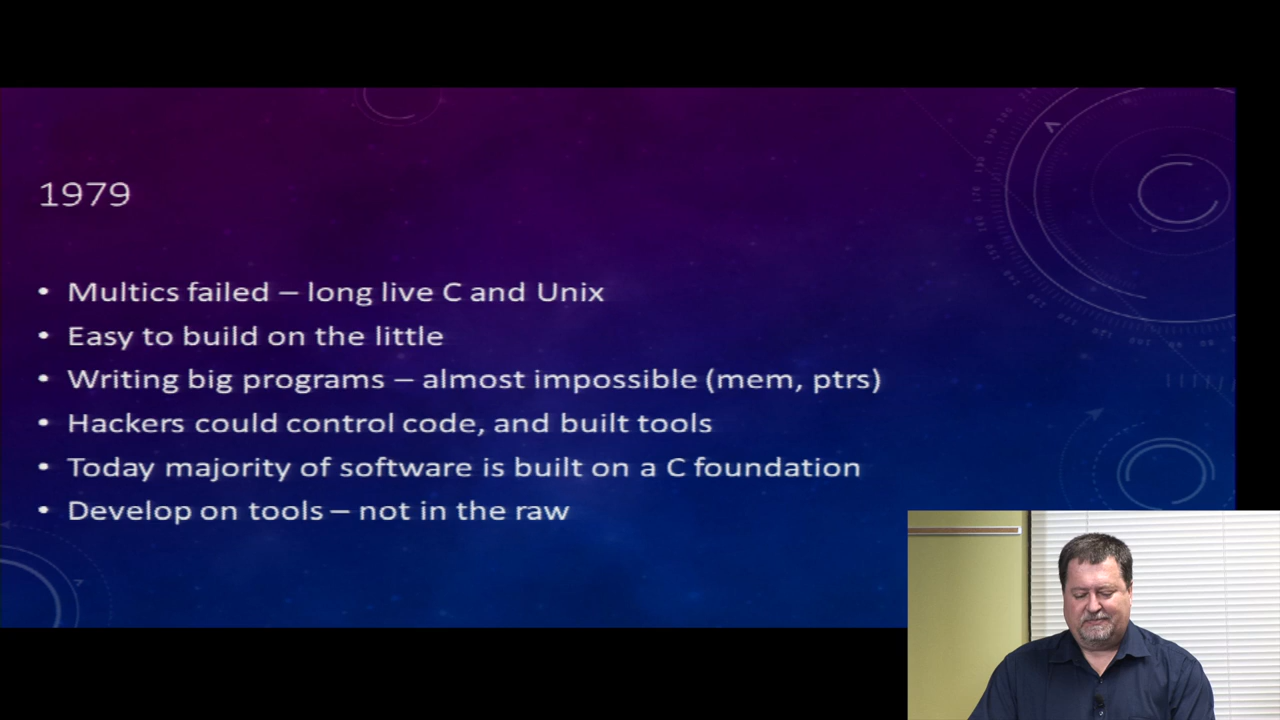 1979
• Multics failed – long live C and Unix
• Easy to build on the little
• Writing big programs – almost impossible (mem, ptrs)
• Hackers could control code, and built tools
• Today majority of software is built on a C foundation
• Develop on tools – not in the raw